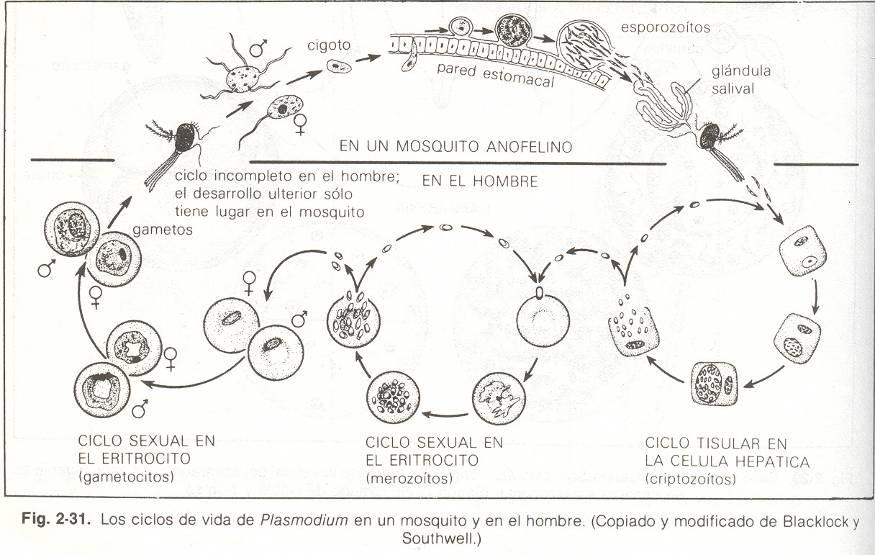 ♂
cigoto
♀
pared estomacal
esporozoítos
glándula
salival
EN UN MOSQUITO ANOFELINO
ciclo incompleto en el hombre;
el desarrollo ulterior sólo
tiene lugar en el mosquito
EN EL HOMBRE
gametos
♂
♀
♀
♂
♀
♂
CICLO SEXUAL EN
EL ERITROCITO
(gametocitos)
CICLO SEXUAL EN
EL ERITROCITO
(merozoítos)
CICLO TISULAR EN
LA CELULA HEPATICA
(criptozoítos)
Fig. 2-31. Los ciclos de vida de Plasmodium en un mosquito y en el hombre. (Copiado y modificado de Blacklock y
Southwell.)